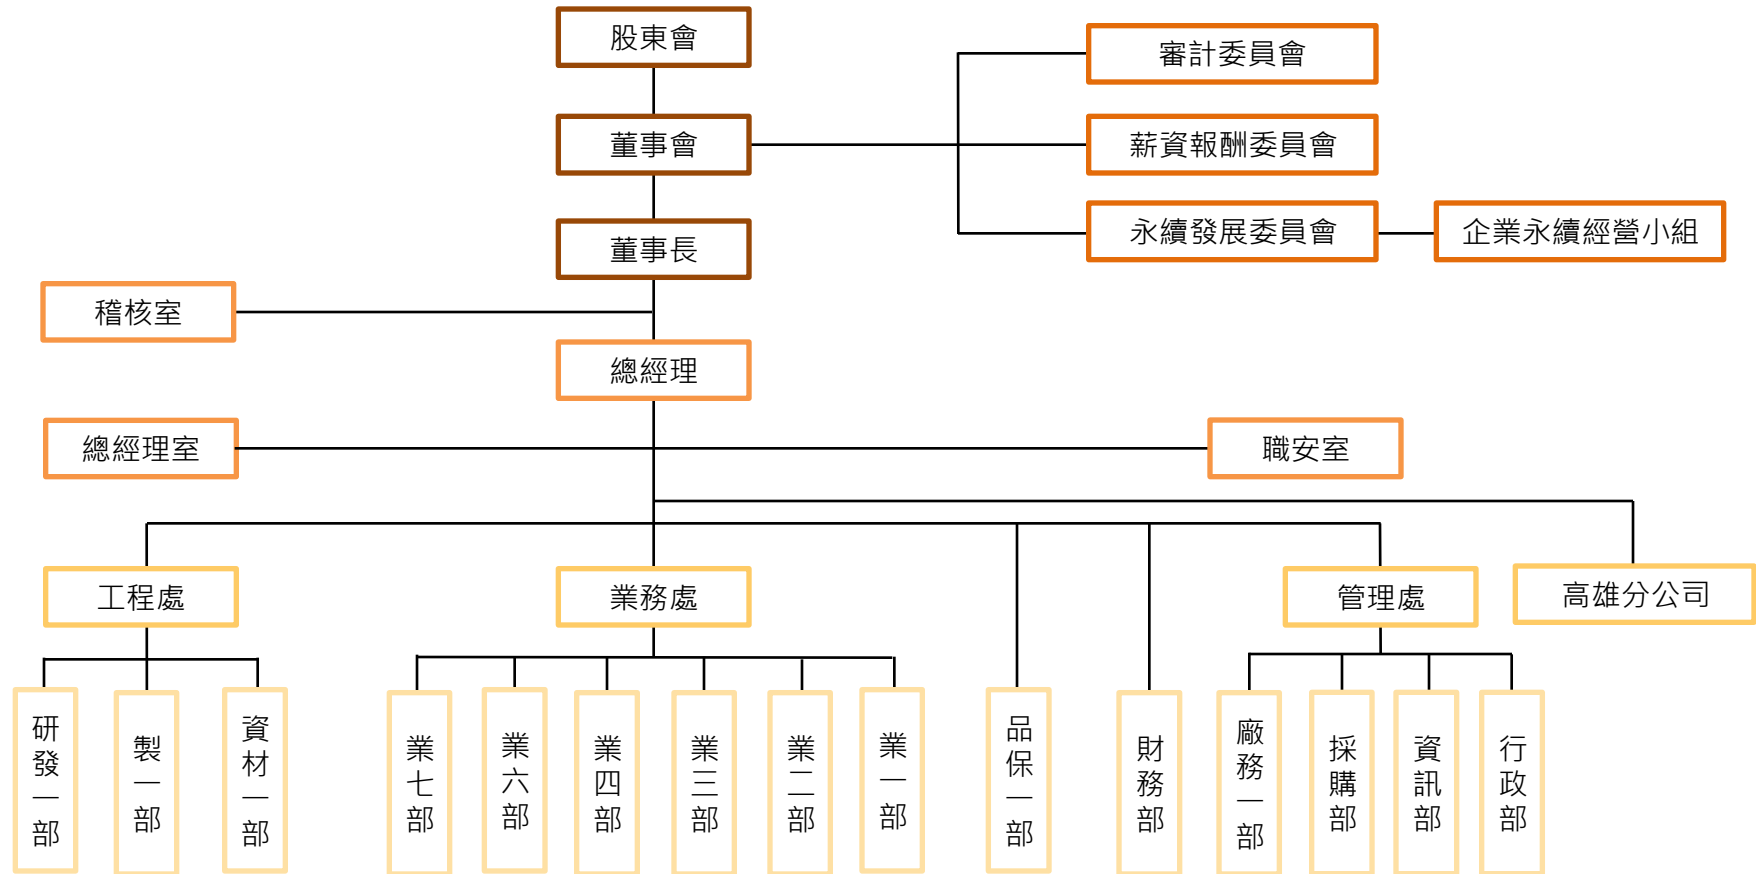 股東會
審計委員會
董事會
薪資報酬委員會
董事長
永續發展委員會
企業永續經營小組
稽核室
總經理
總經理室
職安室
工程處
業務處
管理處
高雄分公司
研發一部
製一部
資材一部
業七部
業六部
業四部
業三部
業二部
業一部
品保一部
財務部
廠務一部
採購部
資訊部
行政部